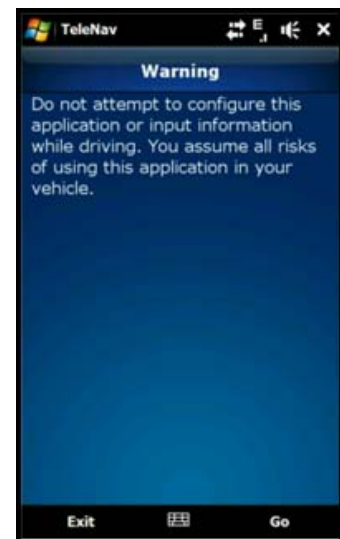 TeleNav
E
Warning
Do not attempt to configure this
application or input information
while driving. You assume all risks
of using this application in your
vehicle.
Exit
Go